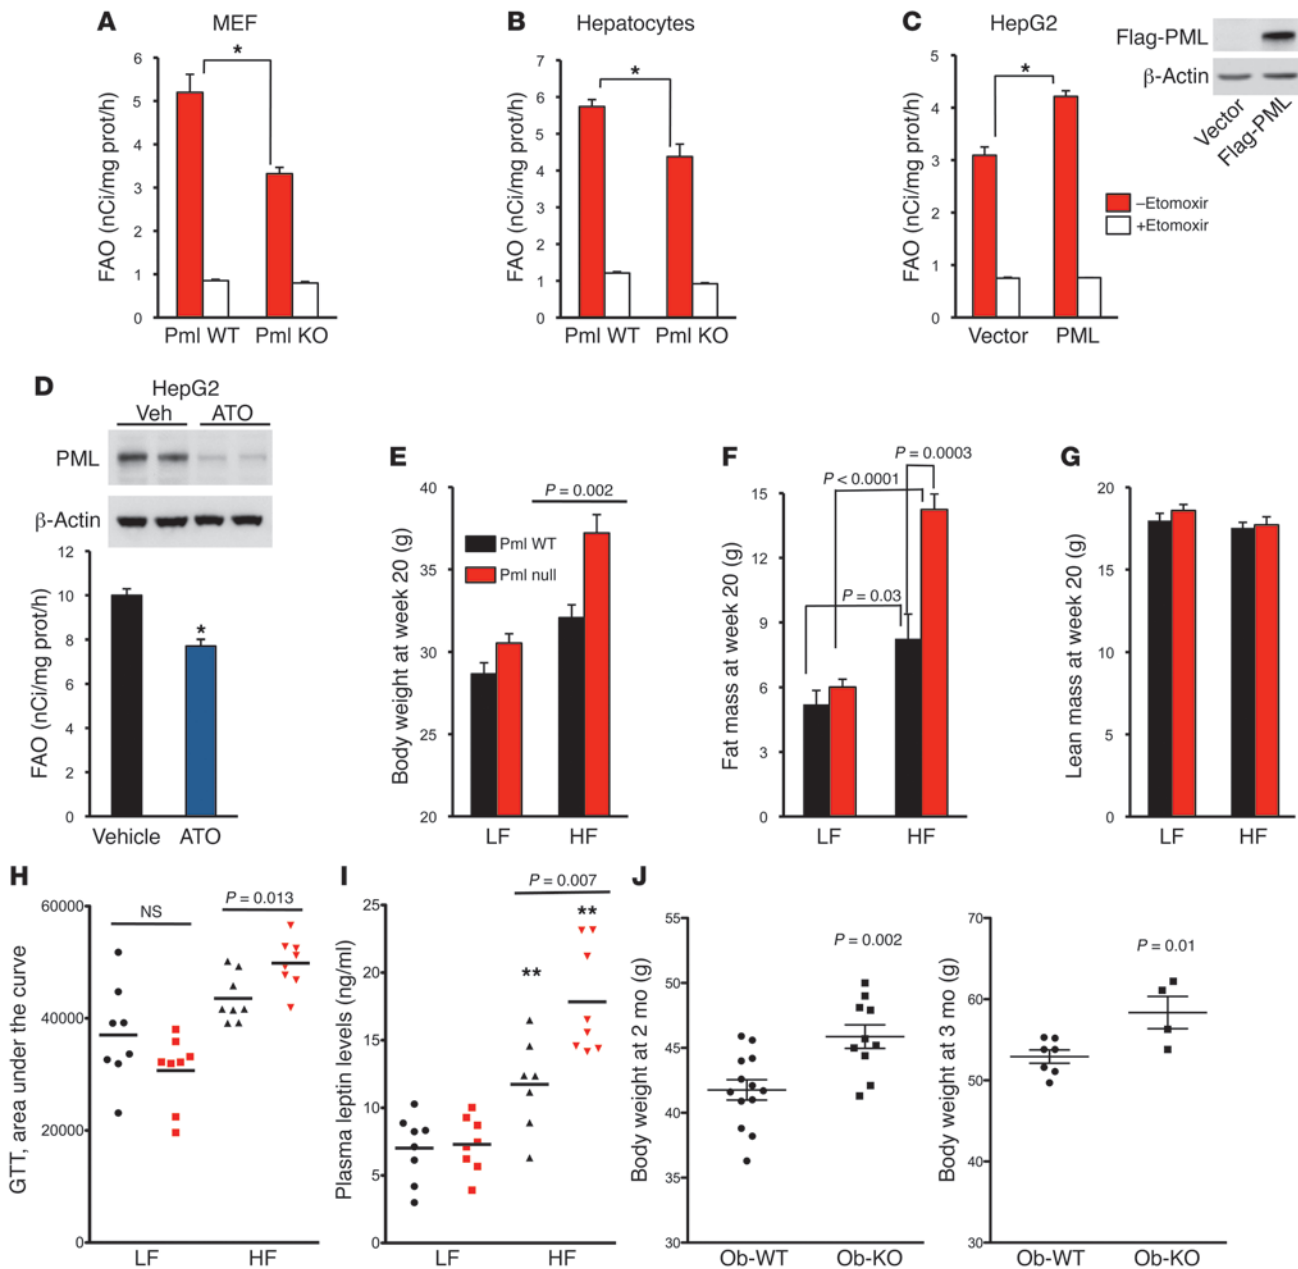 A
MEF
*
FAO (nCi/mg prot/h)
6
5
4
3
2
1
0
Pml WT
Pml KO
B
Hepatocytes
*
FAO (nCi/mg prot/h)
7
6
5
4
3
2
1
0
Pml WT
Pml KO
C
HepG2
*
FAO (nCi/mg prot/h)
5
4
3
2
1
0
Vector
PML
Flag-PML
β-Actin
Vector
Flag-PML
–Etomoxir
+Etomoxir
D
HepG2
Veh
ATO
PML
β-Actin
FAO (nCi/mg prot/h)
12
10
8
6
4
2
0
*
Vehicle
ATO
E
Body weight at week 20 (g)
40
35
30
25
20
P = 0.002
Pml WT
Pml null
LF
HF
F
Fat mass at week 20 (g)
15
12
9
6
3
0
P = 0.0003
P < 0.0001
P = 0.03
LF
HF
G
Lean mass at week 20 (g)
20
15
10
5
0
LF
HF
H
GTT, area under the curve
60000
40000
20000
0
NS
P = 0.013
LF
HF
I
Plasma leptin levels (ng/ml)
25
20
15
10
5
0
P = 0.007
**
**
LF
HF
J
Body weight at 2 mo (g)
55
50
45
40
35
30
P = 0.002
Ob-WT
Ob-KO
Body weight at 3 mo (g)
70
60
50
40
30
P = 0.01
Ob-WT
Ob-KO